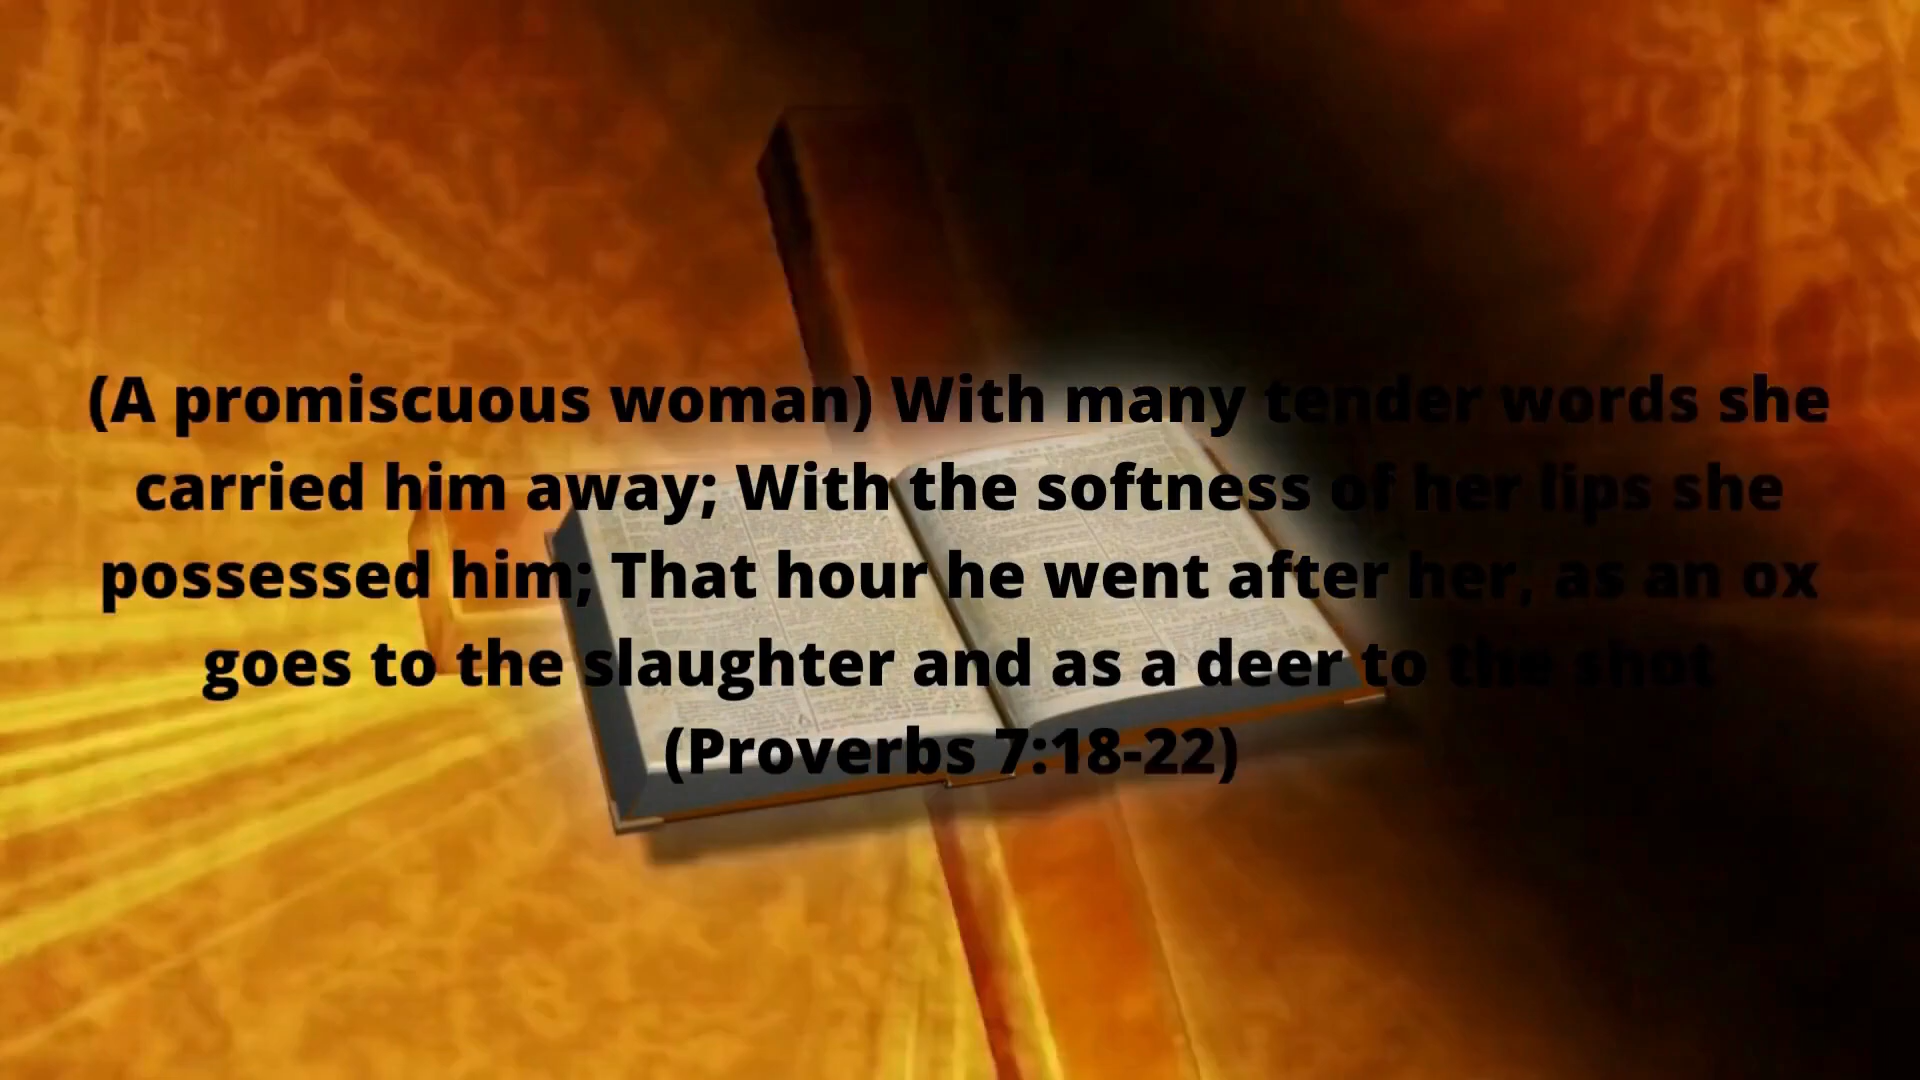 (A promiscuous woman) With many tender words she
carried him away; With the softness of her lips she
possessed him; That hour he went after her, as an ox
goes to the slaughter and as a deer to the shot
(Proverbs 7:18-22)